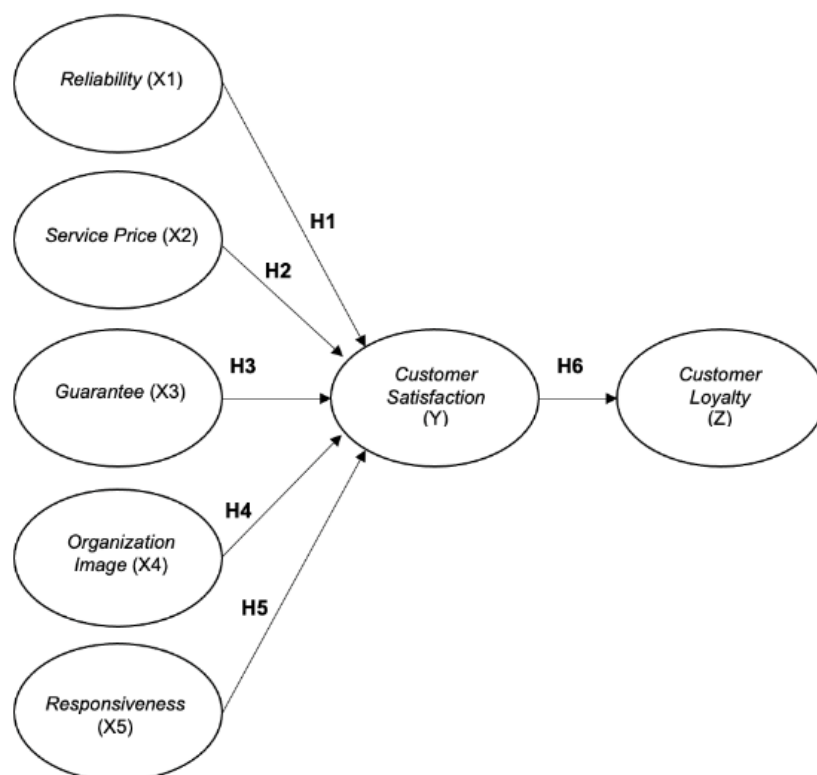 Reliability (X1)
H1
Service Price (X2)
H2
Guarantee (X3)
H3
Customer
Satisfaction
(Y)
H6
Customer
Loyalty
(Z)
Organization
Image (X4)
H4
H5
Responsiveness
(X5)